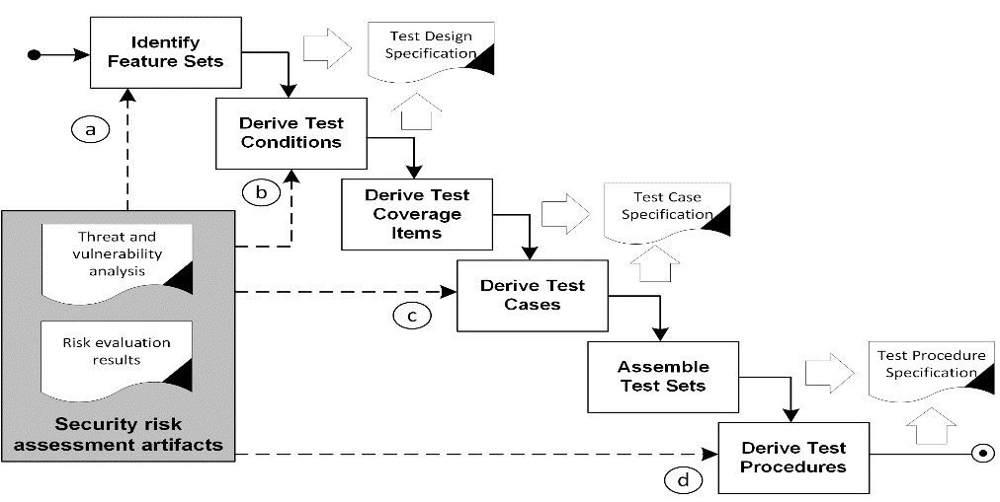 Identify
Feature Sets
Test Design
Specification
a
Derive Test
Conditions
b
Derive Test
Coverage
Items
Test Case
Specification
Threat and
vulnerability
analysis
Derive Test
Cases
c
Risk evaluation
results
Assemble
Test Sets
Test Procedure
Specification
Security risk
assessment artifacts
Derive Test
Procedures
d